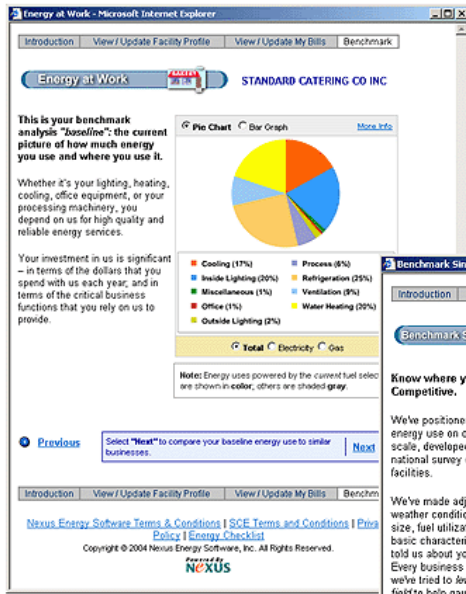 Energy at Work - Microsoft Internet Explorer
Introduction View / Update Facility Profile View / Update My Bills Benchmark
Energy at Work STANDARD CATERING CO INC
This is your benchmark
analysis "baseline": the current
picture of how much energy
you use and where you use it.
Whether it's your lighting, heating,
cooling, office equipment, or your
processing machinery, you
depend on us for high quality and
reliable energy services.
Your investment in us is significant
– in terms of the dollars that you
spend with us each year, and in
terms of the critical business
functions that you rely on us to
provide.
Pie Chart Bar Graph More Info
Cooling (17%) Process (6%)
Inside Lighting (20%) Refrigeration (25%)
Miscellaneous (1%) Ventilation (9%)
Office (1%) Water Heating (20%)
Outside Lighting (2%)
Total Electricity Gas
Note: Energy uses powered by the current fuel selec
are shown in color; others are shaded gray.
Previous
Select "Next" to compare your baseline energy use to similar
businesses.
Next
Introduction View / Update Facility Profile View / Update My Bills Benchm
Nexus Energy Software Terms & Conditions | SCE Terms and Conditions | Priva
Policy | Energy Checklist
Copyright © 2004 Nexus Energy Software, Inc. All Rights Reserved.
Powered By
NEXUS
Benchmark Sim
Introduction
Benchmark S
Know where y
Competitive.
We've positione
energy use on o
scale, develope
national survey
facilities.
We've made adj
weather conditio
size, fuel utiliza
basic characteri
told us about yo
Every business
we've tried to le
field to help gau